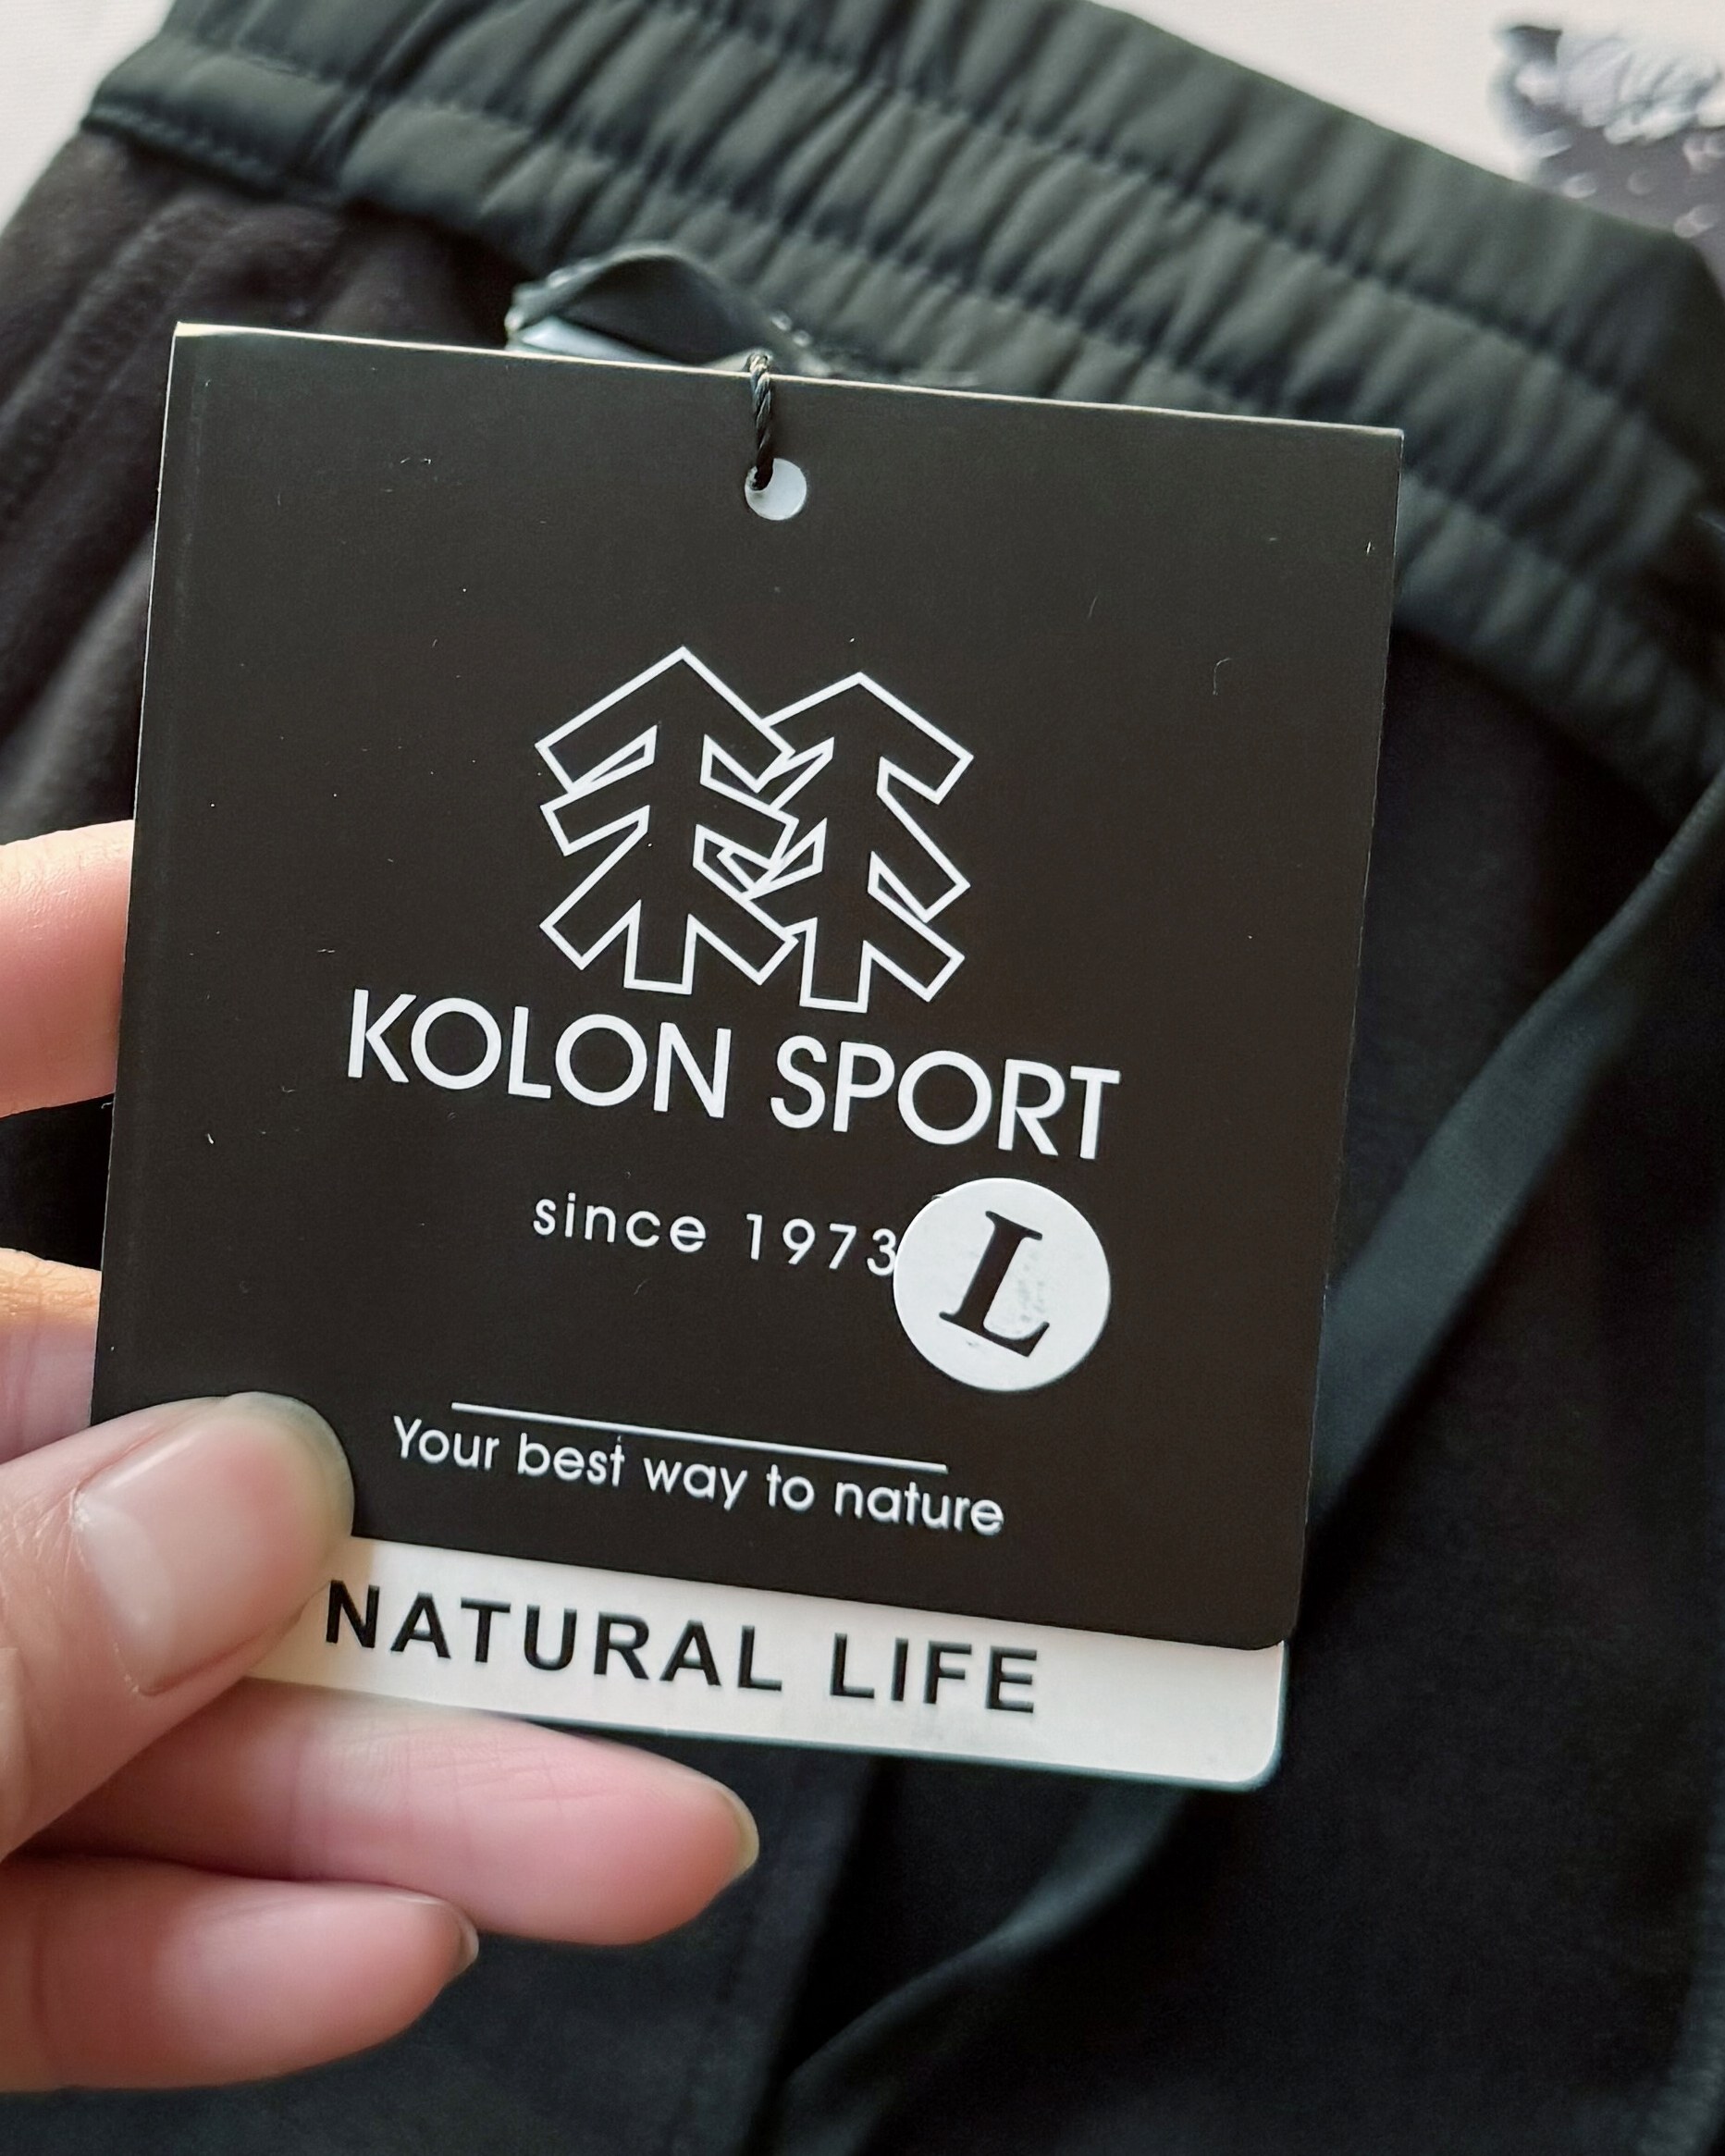 KOLON SPORT
since 1973
L
Your best way to nature
NATURAL LIFE